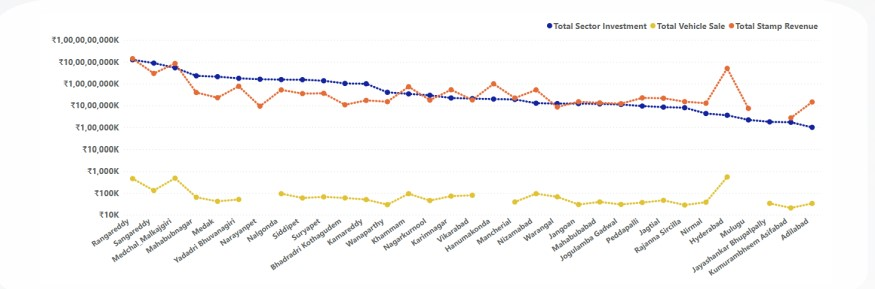 Total Sector Investment Total Vehicle Sale Total Stamp Revenue
₹1,00,00,00,000K
₹10,00,00,000K
₹1,00,00,000K
₹10,00,000K
₹1,00,000K
₹10,000K
₹1,000K
₹100K
₹10K
Rangareddy
Sangareddy
Medchal_Malkajgiri
Mahabubnagar
Medak
Yadadri Bhuvanagiri
Narayanpet
Nalgonda
Siddipet
Suryapet
Bhadradri Kothagudem
Kamareddy
Wanaparthy
Khammam
Nagarkurnool
Karimnagar
Vikarabad
Hanumakonda
Mancherial
Nizamabad
Warangal
Jangoan
Mahabubabad
Jogulamba Gadwal
Peddapalli
Jagtial
Rajanna Sircilla
Nirmal
Hyderabad
Mulugu
Jayashankar Bhupalpally
Kumurambheem Asifabad
Adilabad